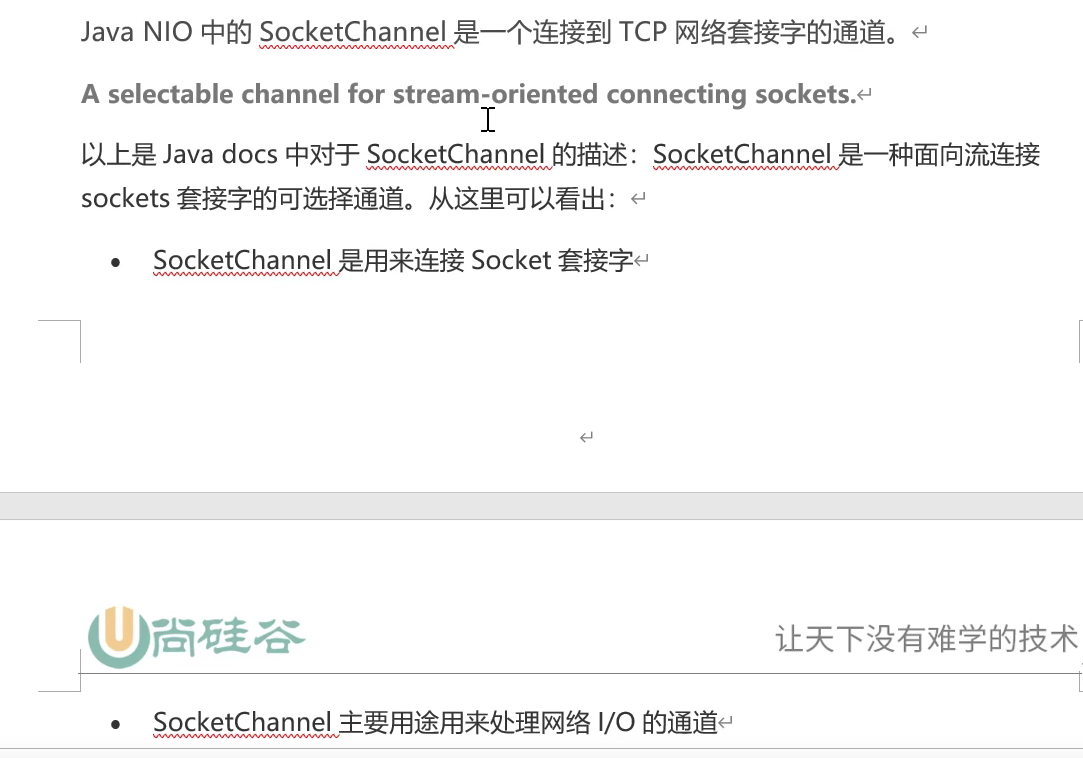 Java NIO 中的 SocketChannel 是一个连接到 TCP 网络套接字的通道。
A selectable channel for stream-oriented connecting sockets.
以上是 Java docs 中对于 SocketChannel 的描述：SocketChannel 是一种面向流连接
sockets 套接字的可选择通道。从这里可以看出：
• SocketChannel 是用来连接 Socket 套接字
尚硅谷
让天下没有难学的技术
• SocketChannel 主要用途用来处理网络 I/O 的通道